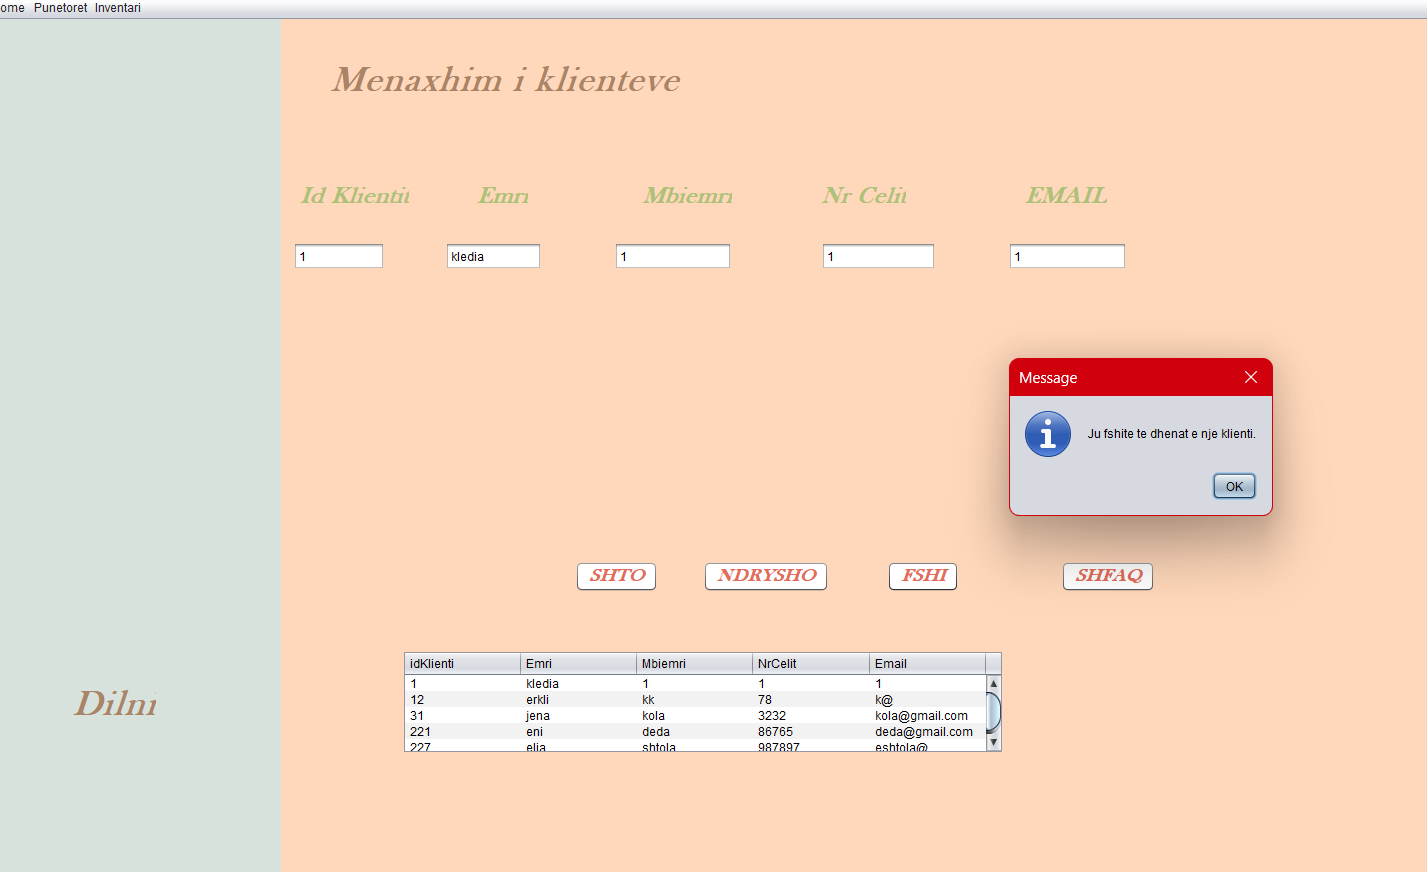 ome Punetoret Inventari
Menaxhim i klienteve
Id Klientit Emri Mbiemri Nr Celit EMAIL
1 kledia 1 1 1
Message
Ju fshite te dhenat e nje klienti.
OK
SHTO NDRYSHO FSHI SHFAQ
idKlienti Emri Mbiemri NrCelit Email
1 kledia 1 1 1
12 erkli kk 78 k@
31 jena kola 3232 kola@gmail.com
221 eni deda 86765 deda@gmail.com
227 elia shtola 987897 eshtola@
Dilni